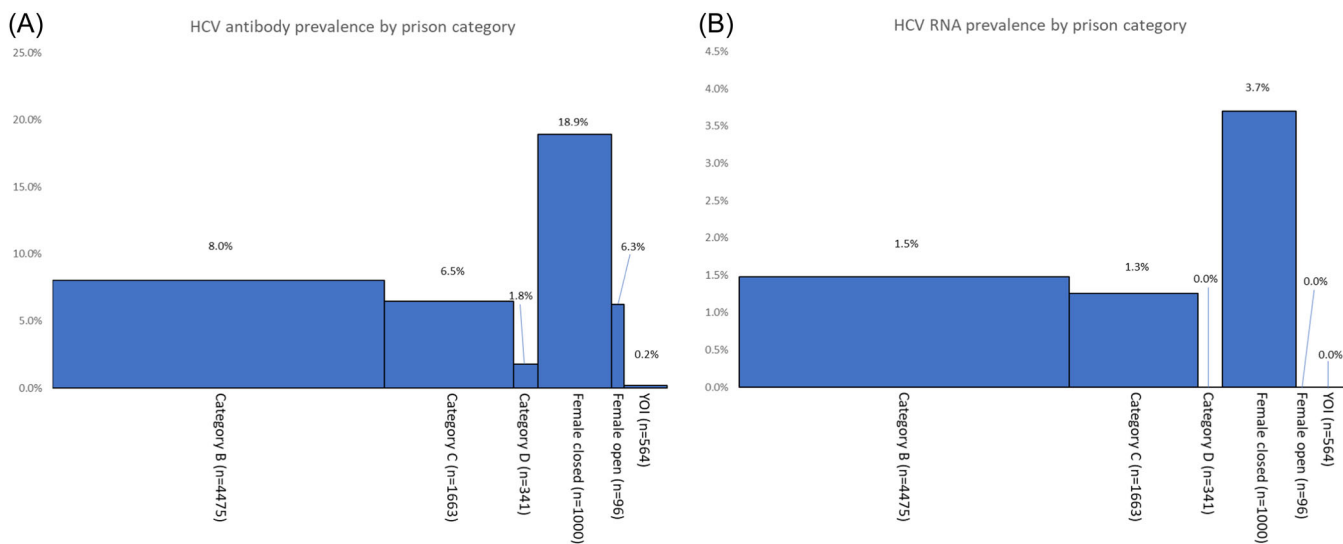 (A)
HCV antibody prevalence by prison category
25.0%
20.0%
15.0%
10.0%
5.0%
0.0%
8.0%
6.5%
1.8%
18.9%
6.3%
0.2%
Category B (n=4475)
Category C (n=1663)
Category D (n=341)
Female closed (n=1000)
Female open (n=96)
YOI (n=564)
(B)
HCV RNA prevalence by prison category
4.5%
4.0%
3.5%
3.0%
2.5%
2.0%
1.5%
1.0%
0.5%
0.0%
1.5%
1.3%
0.0%
3.7%
0.0%
0.0%
Category B (n=4475)
Category C (n=1663)
Category D (n=341)
Female closed (n=1000)
Female open (n=96)
YOI (n=564)